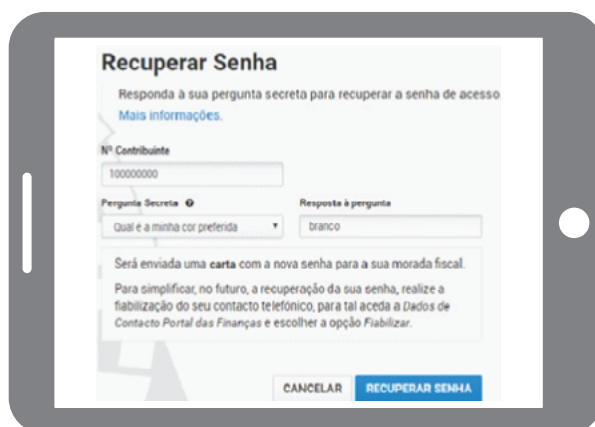 Recuperar Senha
Responda à sua pergunta secreta para recuperar a senha de acesso
Mais informações.
Nº Contribuinte
100000000
Pergunta Secreta
Resposta à pergunta
Qual é a minha cor preferida
branco
Será enviada uma carta com a nova senha para a sua morada fiscal.
Para simplificar, no futuro, a recuperação da sua senha, realize a
fiabilização do seu contacto telefónico, para tal aceda a Dados de
Contacto Portal das Finanças e escolher a opção Fiabilizar.
CANCELAR
RECUPERAR SENHA